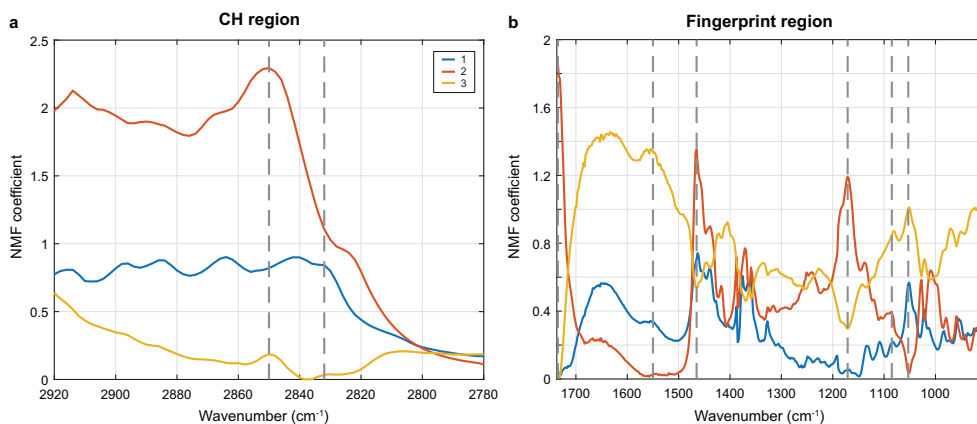 a
CH region
2.5
2
1.5
1
0.5
0
NMF coefficient
1
2
3
2920 2900 2880 2860 2840 2820 2800 2780
Wavenumber (cm⁻¹)
b
Fingerprint region
2
1.6
1.2
0.8
0.4
0
NMF coefficient
1700 1600 1500 1400 1300 1200 1100 1000
Wavenumber (cm⁻¹)